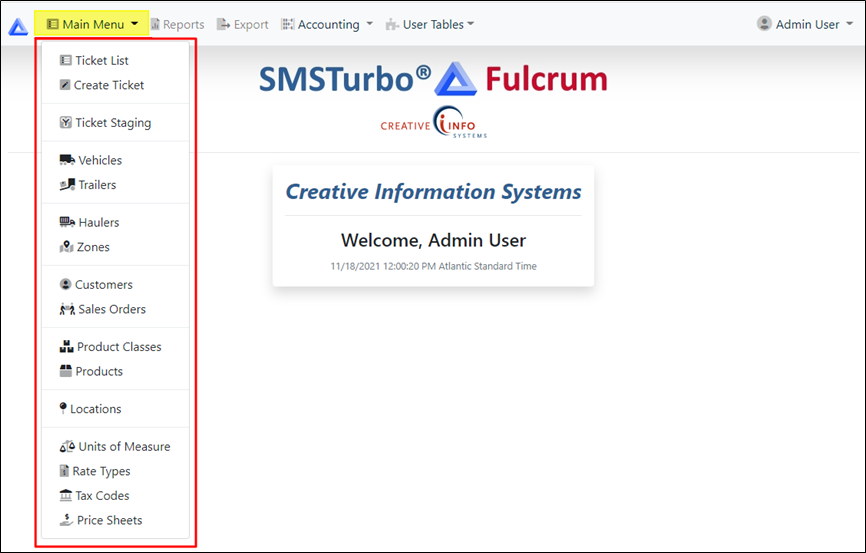 Main Menu Reports Export Accounting User Tables Admin User
Ticket List
Create Ticket
Ticket Staging
Vehicles
Trailers
Haulers
Zones
Customers
Sales Orders
Product Classes
Products
Locations
Units of Measure
Rate Types
Tax Codes
Price Sheets
SMSTurbo® Fulcrum
CREATIVE i INFO
SYSTEMS
Creative Information Systems
Welcome, Admin User
11/18/2021 12:00:20 PM Atlantic Standard Time